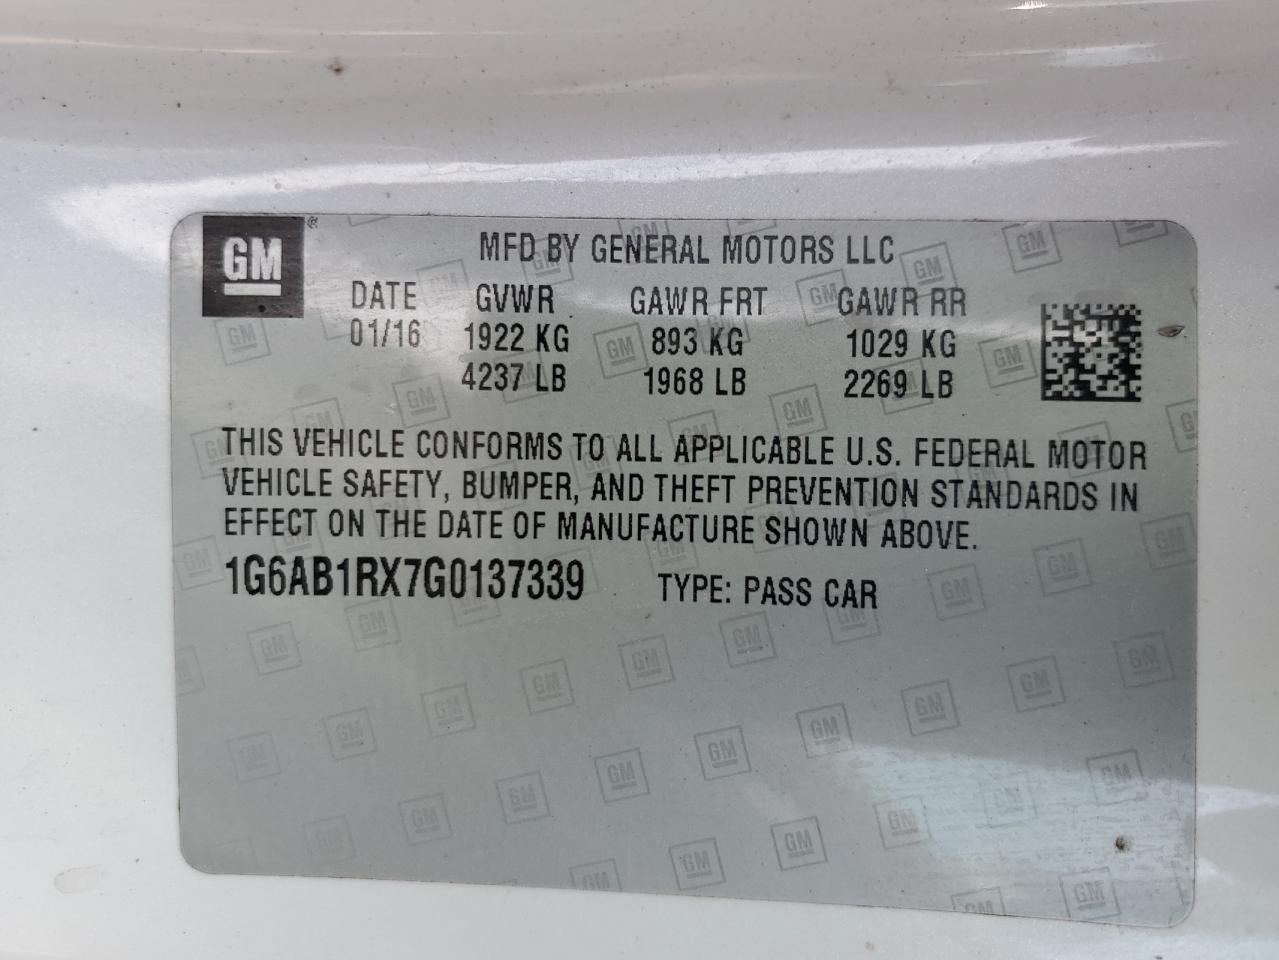 GM ®
MFD BY GENERAL MOTORS LLC
DATE GVWR GAWR FRT GAWR RR
01/16 1922 KG 893 KG 1029 KG
4237 LB 1968 LB 2269 LB
THIS VEHICLE CONFORMS TO ALL APPLICABLE U.S. FEDERAL MOTOR
VEHICLE SAFETY, BUMPER, AND THEFT PREVENTION STANDARDS IN
EFFECT ON THE DATE OF MANUFACTURE SHOWN ABOVE.
1G6AB1RX7G0137339 TYPE: PASS CAR